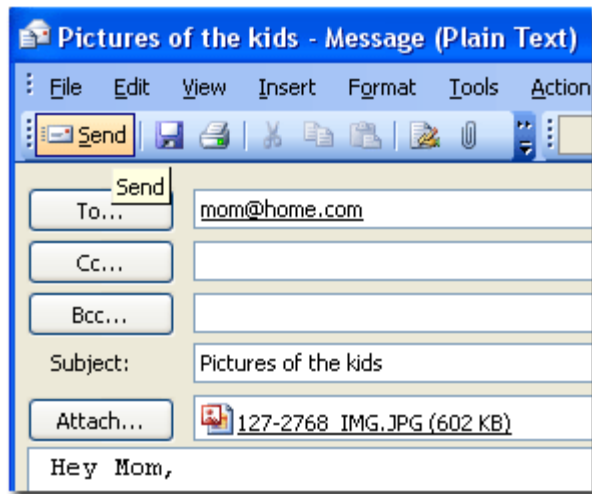 Pictures of the kids - Message (Plain Text)
File Edit View Insert Format Tools Action
Send
Send
To... mom@home.com
Cc...
Bcc...
Subject: Pictures of the kids
Attach... 127-2768_IMG.JPG (602 KB)
Hey Mom,